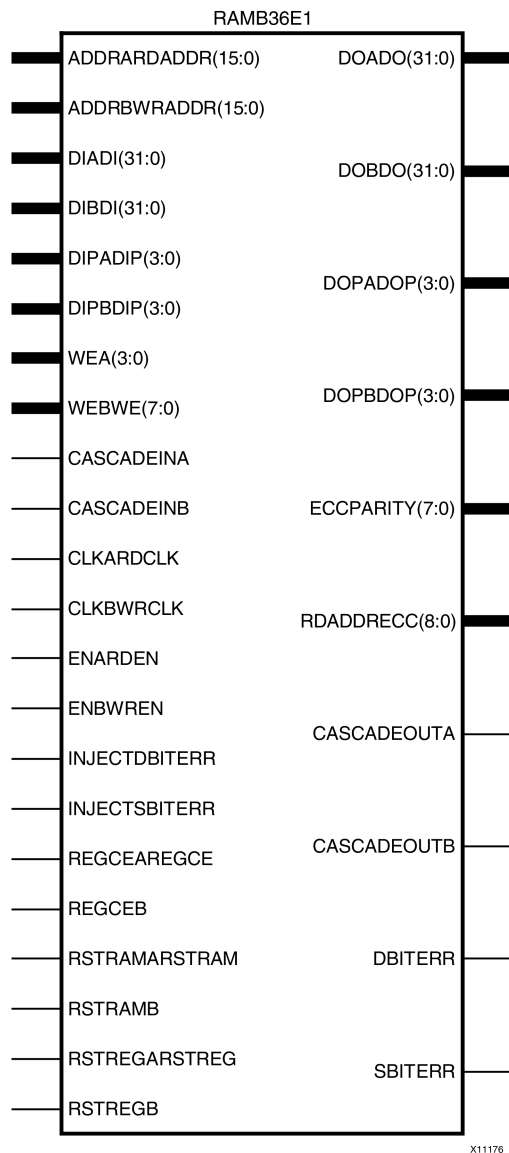 RAMB36E1
ADDRARDADDR(15:0)
ADDRBWRADDR(15:0)
DIADI(31:0)
DIBDI(31:0)
DIPADIP(3:0)
DIPBDIP(3:0)
WEA(3:0)
WEBWE(7:0)
CASCADEINA
CASCADEINB
CLKARDCLK
CLKBWRCLK
ENARDEN
ENBWREN
INJECTDBITERR
INJECTSBITERR
REGCEAREGCE
REGCEB
RSTRAMARSTRAM
RSTRAMB
RSTREGARSTREG
RSTREGB
DOADO(31:0)
DOBDO(31:0)
DOPADOP(3:0)
DOPBDOP(3:0)
ECCPARITY(7:0)
RDADDRECC(8:0)
CASCADEOUTA
CASCADEOUTB
DBITERR
SBITERR
X11176